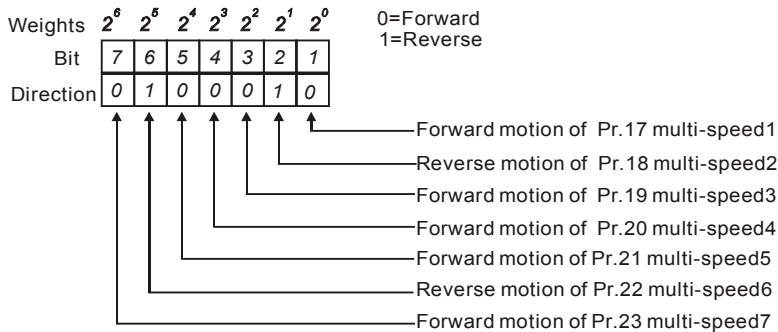 Weights 2^6 2^5 2^4 2^3 2^2 2^1 2^0 0=Forward
1=Reverse
Bit 7 6 5 4 3 2 1
Direction 0 1 0 0 0 1 0
Forward motion of Pr.17 multi-speed1
Reverse motion of Pr.18 multi-speed2
Forward motion of Pr.19 multi-speed3
Forward motion of Pr.20 multi-speed4
Forward motion of Pr.21 multi-speed5
Reverse motion of Pr.22 multi-speed6
Forward motion of Pr.23 multi-speed7